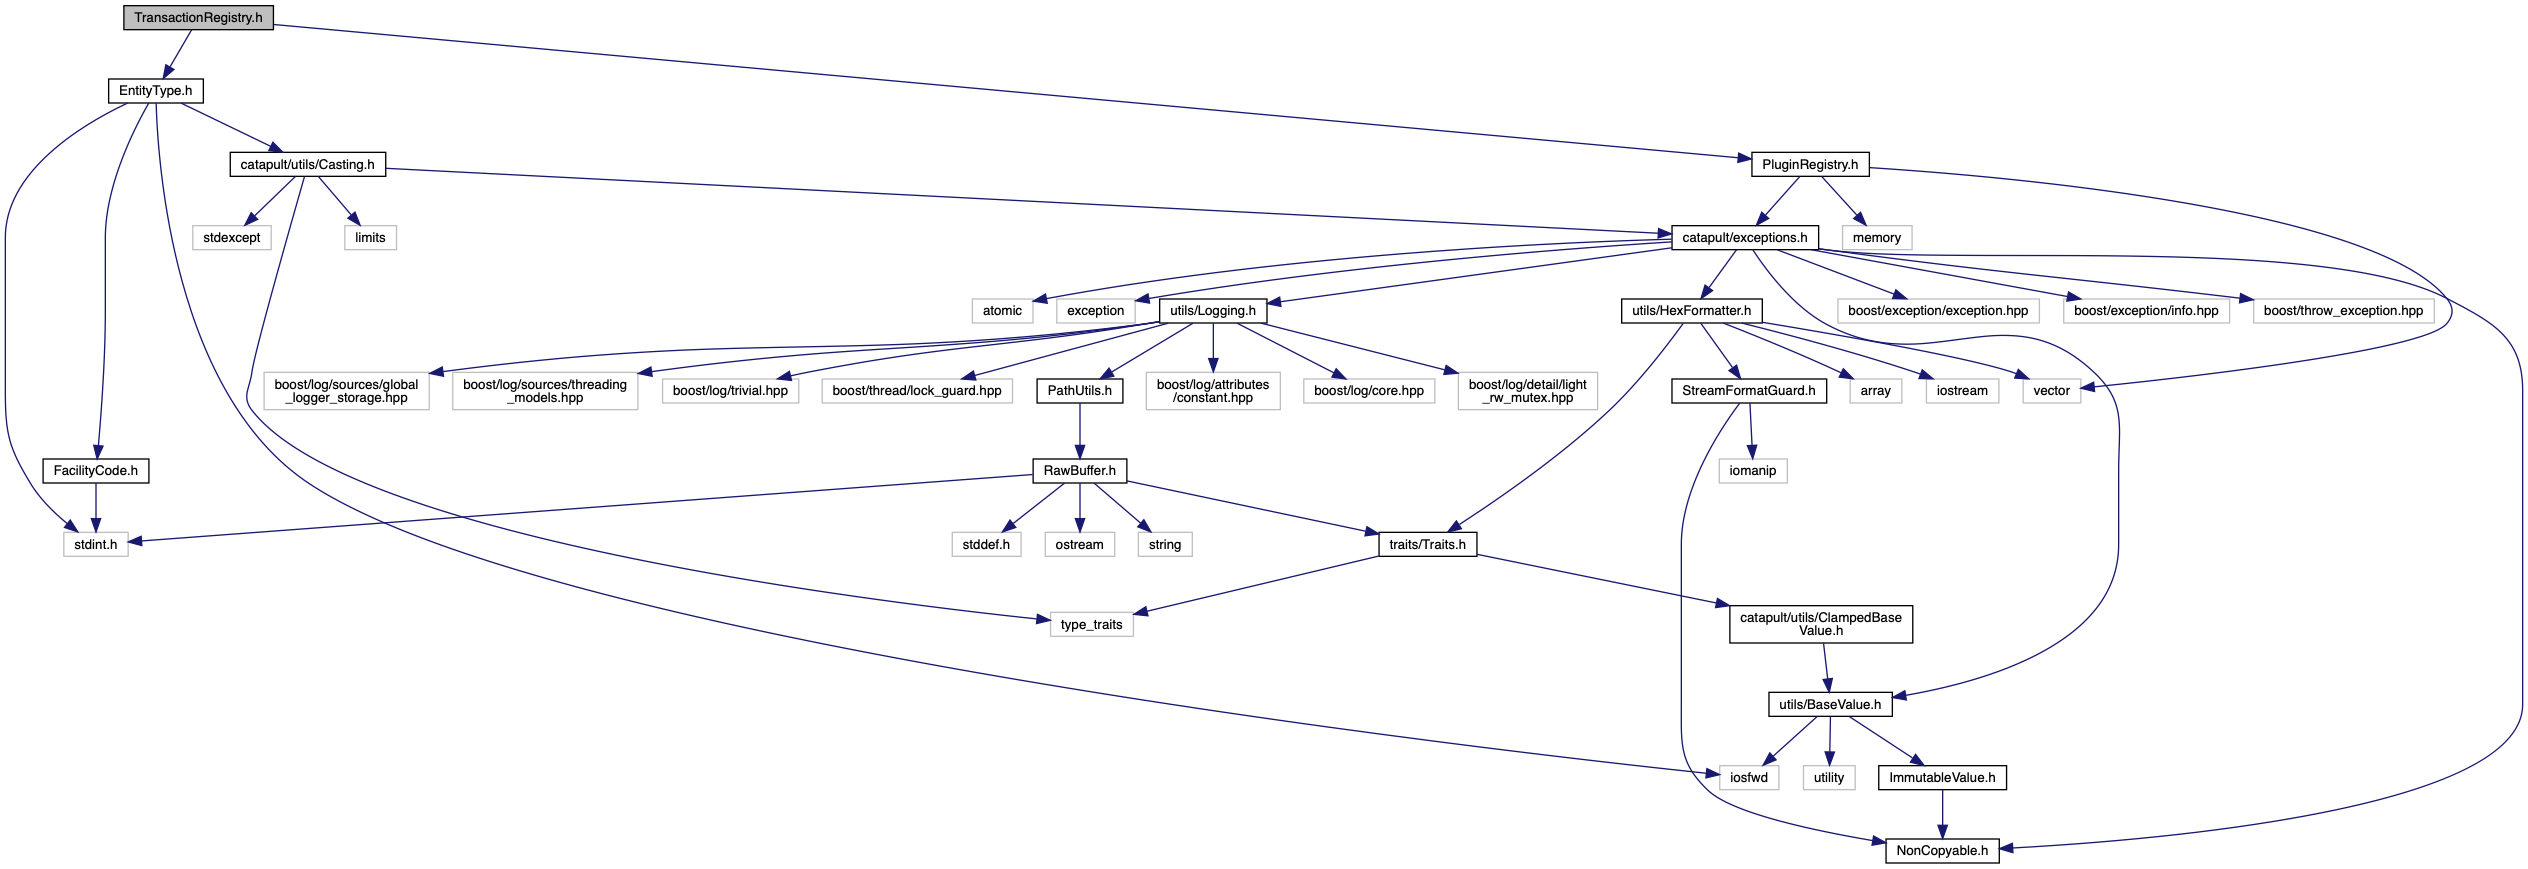 TransactionRegistry.h
EntityType.h
catapult/utils/Casting.h
PluginRegistry.h
stdexcept
limits
catapult/exceptions.h
memory
atomic
exception
utils/Logging.h
utils/HexFormatter.h
boost/exception/exception.hpp
boost/exception/info.hpp
boost/throw_exception.hpp
boost/log/sources/global
_logger_storage.hpp
boost/log/sources/threading
_models.hpp
boost/log/trivial.hpp
boost/thread/lock_guard.hpp
PathUtils.h
boost/log/attributes
/constant.hpp
boost/log/core.hpp
boost/log/detail/light
_rw_mutex.hpp
StreamFormatGuard.h
array
iostream
vector
FacilityCode.h
RawBuffer.h
iomanip
stdint.h
stddef.h
ostream
string
traits/Traits.h
type_traits
catapult/utils/ClampedBase
Value.h
utils/BaseValue.h
iosfwd
utility
ImmutableValue.h
NonCopyable.h